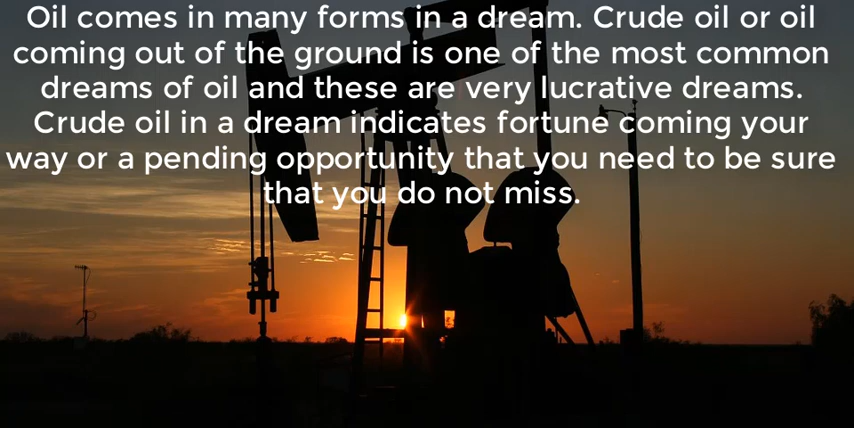 Oil comes in many forms in a dream. Crude oil or oil
coming out of the ground is one of the most common
dreams of oil and these are very lucrative dreams.
Crude oil in a dream indicates fortune coming your
way or a pending opportunity that you need to be sure
that you do not miss.